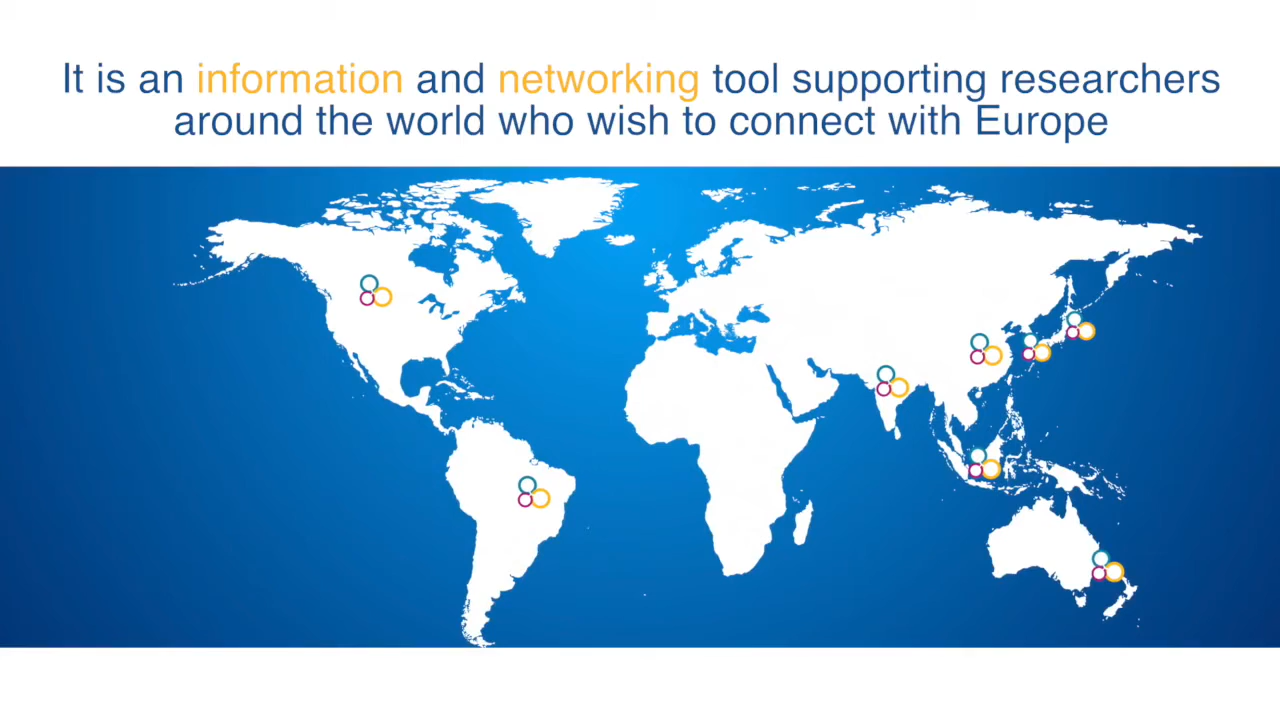 It is an information and networking tool supporting researchers
around the world who wish to connect with Europe